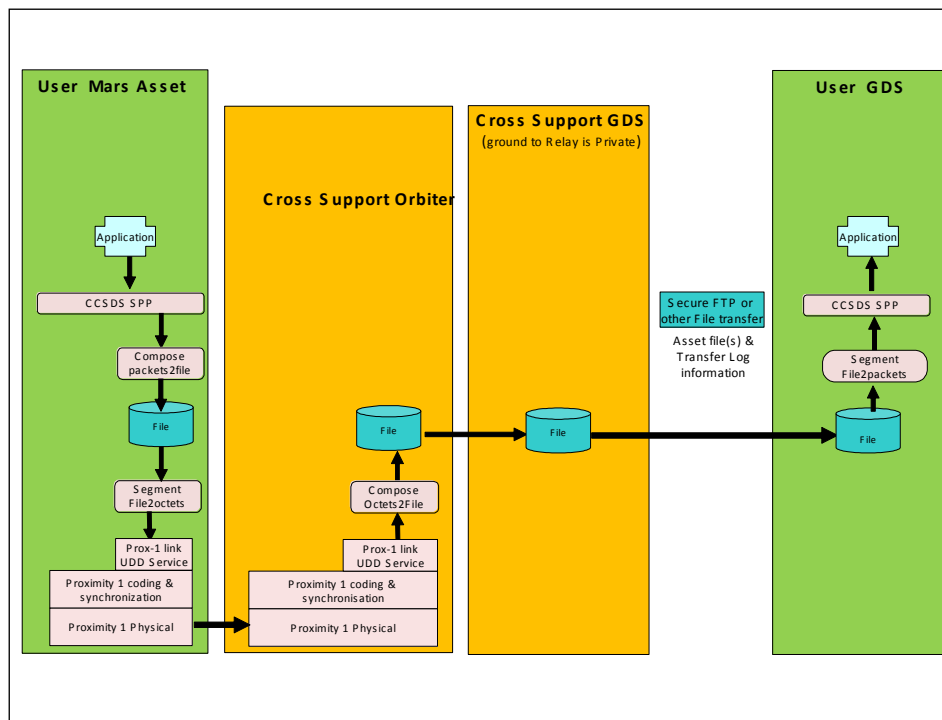 User Mars Asset
Application
CCSDS SPP
Compose
packets2file
File
Segment
File2octets
Prox-1 link
UDD Service
Proximity 1 coding &
synchronization
Proximity 1 Physical
Cross Support Orbiter
File
Compose
Octets2File
Prox-1 link
UDD Service
Proximity 1 coding &
synchronisation
Proximity 1 Physical
Cross Support GDS
(ground to Relay is Private)
File
Secure FTP or
other File transfer
Asset file(s) &
Transfer Log
information
User GDS
Application
CCSDS SPP
Segment
File2packets
File